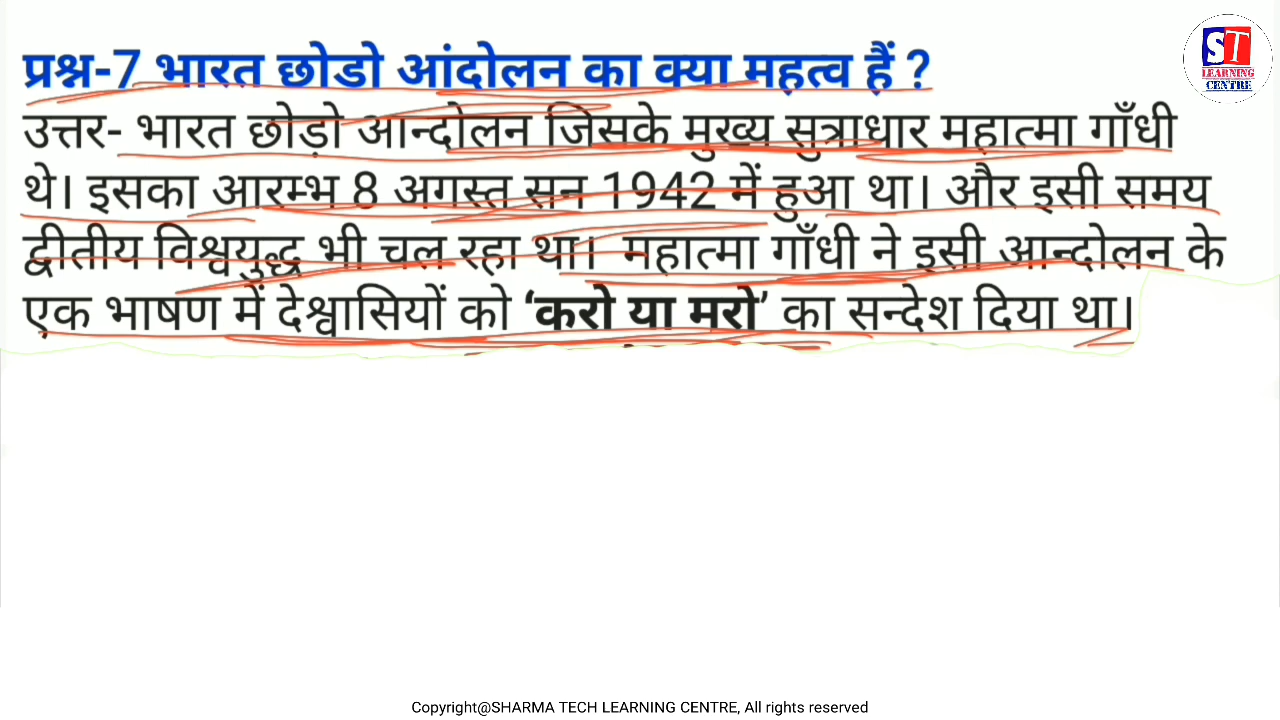 प्रश्न-7 भारत छोडो आंदोलन का क्या महत्व हैं ?
उत्तर- भारत छोड़ो आन्दोलन जिसके मुख्य सुत्राधार महात्मा गाँधी
थे। इसका आरम्भ 8 अगस्त सन 1942 में हुआ था। और इसी समय
द्वीतीय विश्वयुद्ध भी चल रहा था। महात्मा गाँधी ने इसी आन्दोलन के
एक भाषण में देश्वासियों को ‘करो या मरो’ का सन्देश दिया था।
ST
LEARNING
CENTRE
Copyright@SHARMA TECH LEARNING CENTRE, All rights reserved